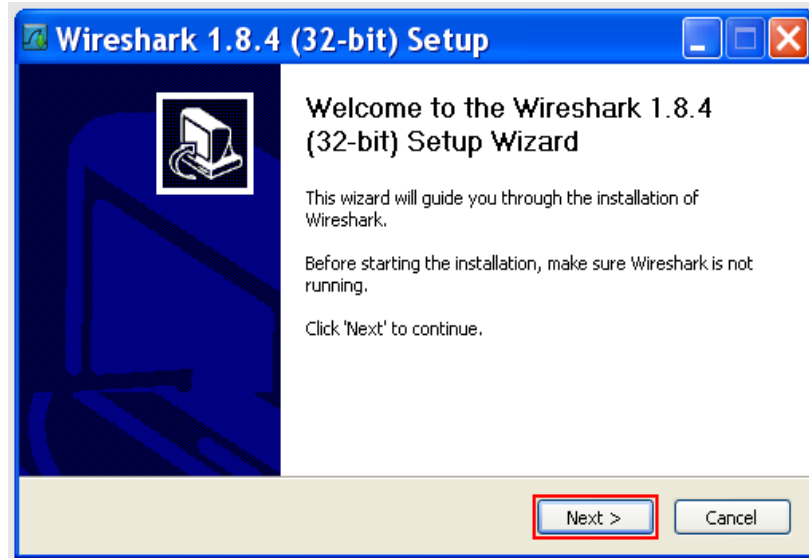 Wireshark 1.8.4 (32-bit) Setup
Welcome to the Wireshark 1.8.4
(32-bit) Setup Wizard
This wizard will guide you through the installation of
Wireshark.
Before starting the installation, make sure Wireshark is not
running.
Click 'Next' to continue.
Next >
Cancel